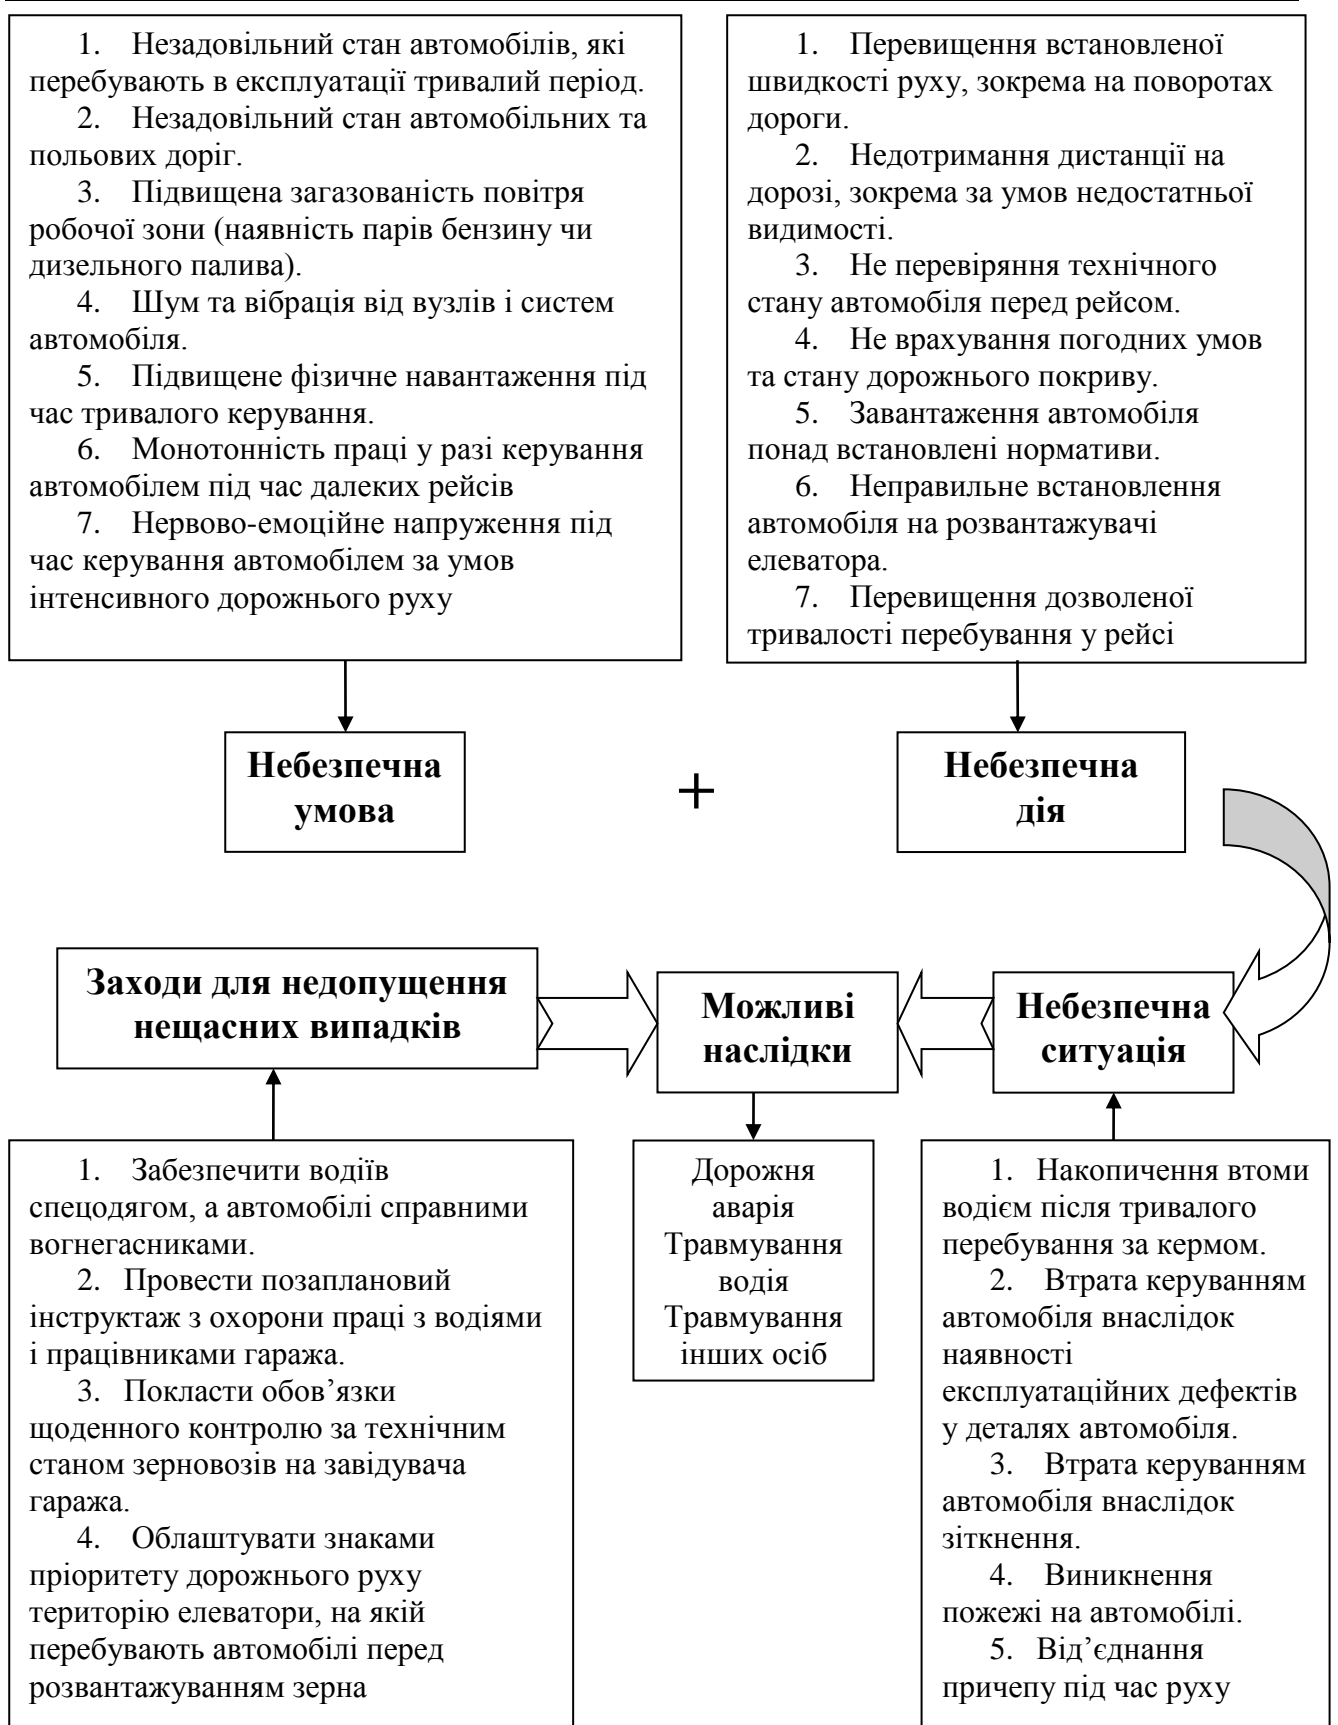 1. Незадовільний стан автомобілів, які
перебувають в експлуатації тривалий період.
2. Незадовільний стан автомобільних та
польових доріг.
3. Підвищена загазованість повітря
робочої зони (наявність парів бензину чи
дизельного палива).
4. Шум та вібрація від вузлів і систем
автомобіля.
5. Підвищене фізичне навантаження під
час тривалого керування.
6. Монотонність праці у разі керування
автомобілем під час далеких рейсів
7. Нервово-емоційне напруження під
час керування автомобілем за умов
інтенсивного дорожнього руху
1. Перевищення встановленої
швидкості руху, зокрема на поворотах
дороги.
2. Недотримання дистанції на
дорозі, зокрема за умов недостатньої
видимості.
3. Не перевіряння технічного
стану автомобіля перед рейсом.
4. Не врахування погодних умов
та стану дорожнього покриву.
5. Завантаження автомобіля
понад встановлені нормативи.
6. Неправильне встановлення
автомобіля на розвантажувачі
елеватора.
7. Перевищення дозволеної
тривалості перебування у рейсі
Небезпечна
умова
+
Небезпечна
дія
Заходи для недопущення
нещасних випадків
Можливі
наслідки
Небезпечна
ситуація
1. Забезпечити водіїв
спецодягом, а автомобілі справними
вогнегасниками.
2. Провести позаплановий
інструктаж з охорони праці з водіями
і працівниками гаража.
3. Покласти обов’язки
щоденного контролю за технічним
станом зерновозів на завідувача
гаража.
4. Облаштувати знаками
пріоритету дорожнього руху
територію елеватори, на якій
перебувають автомобілі перед
розвантажуванням зерна
Дорожня
аварія
Травмування
водія
Травмування
інших осіб
1. Накопичення втоми
водієм після тривалого
перебування за кермом.
2. Втрата керуванням
автомобіля внаслідок
наявності
експлуатаційних дефектів
у деталях автомобіля.
3. Втрата керуванням
автомобіля внаслідок
зіткнення.
4. Виникнення
пожежі на автомобілі.
5. Від’єднання
причепу під час руху